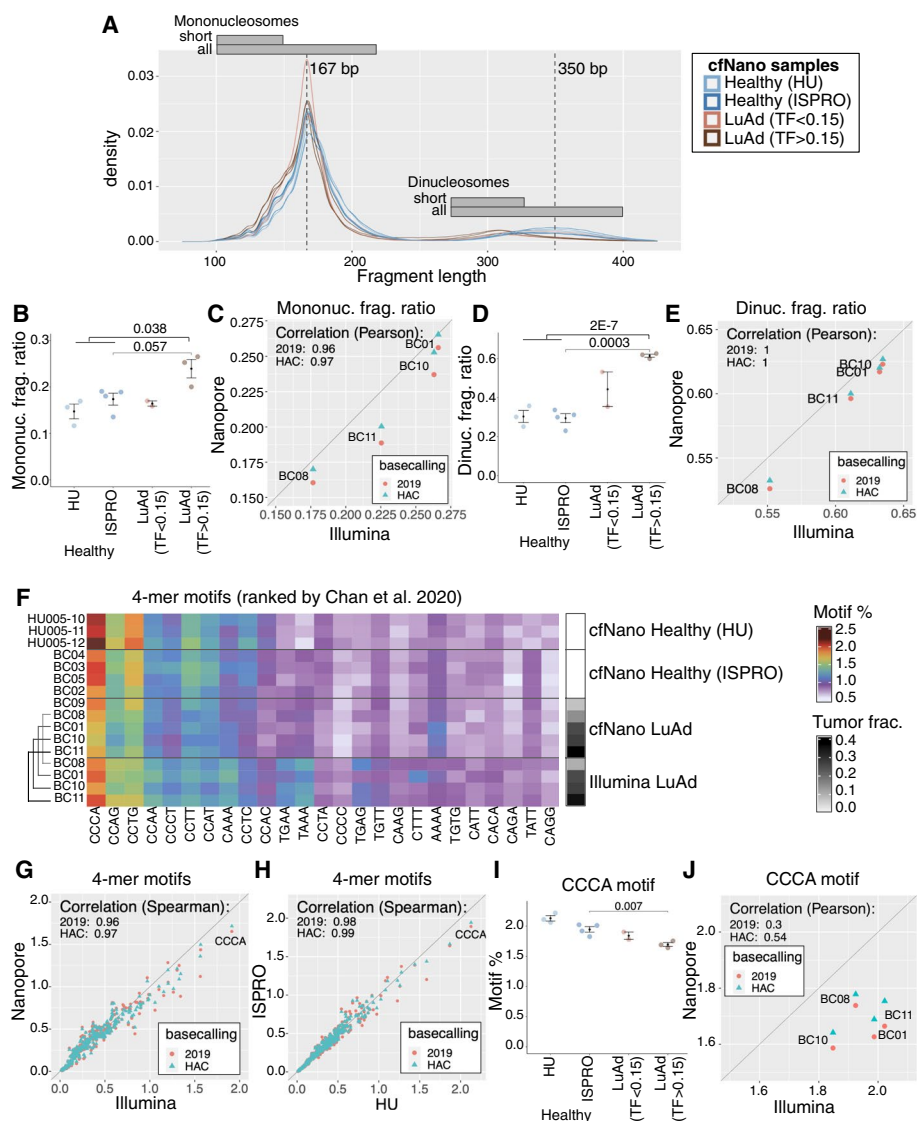 A
Mononucleosomes
short
all
167 bp
350 bp
Dinucleosomes
short
all
density
0.03
0.02
0.01
0.00
100
200
300
400
Fragment length
cfNano samples
Healthy (HU)
Healthy (ISPRO)
LuAd (TF<0.15)
LuAd (TF>0.15)
B
Mononuc. frag. ratio
0.3
0.2
0.1
0.0
0.038
0.057
HU
ISPRO
LuAd
(TF<0.15)
LuAd
(TF>0.15)
Healthy
C
Mononuc. frag. ratio
Correlation (Pearson):
2019: 0.96
HAC: 0.97
Nanopore
0.275
0.250
0.225
0.200
0.175
0.150
BC01
BC10
BC11
BC08
basecalling
2019
HAC
0.150
0.175
0.200
0.225
0.250
0.275
Illumina
D
Dinuc. frag. ratio
0.6
0.4
0.2
0.0
2E-7
0.0003
HU
ISPRO
LuAd
(TF<0.15)
LuAd
(TF>0.15)
Healthy
E
Dinuc. frag. ratio
Correlation (Pearson):
2019: 1
HAC: 1
Nanopore
0.65
0.60
0.55
BC10
BC01
BC11
BC08
basecalling
2019
HAC
0.55
0.60
0.65
Illumina
F
4-mer motifs (ranked by Chan et al. 2020)
HU005-10
HU005-11
HU005-12
BC04
BC03
BC05
BC02
BC09
BC08
BC01
BC10
BC11
BC08
BC01
BC10
BC11
CCCA
CCAG
CCTG
CCAA
CCCT
CCTT
CCAT
CAAA
CCTC
CCAC
TGAA
TAAA
CCTA
CCCC
TGAG
TGTT
CAAG
CTTT
AAAA
TGTG
CATT
CACA
CAGA
TATT
CAGG
cfNano Healthy (HU)
cfNano Healthy (ISPRO)
cfNano LuAd
Illumina LuAd
Motif %
2.5
2.0
1.5
1.0
0.5
Tumor frac.
0.4
0.3
0.2
0.1
0.0
G
4-mer motifs
Correlation (Spearman):
2019: 0.96
HAC: 0.97
CCCA
Nanopore
2.0
1.5
1.0
0.5
0.0
basecalling
2019
HAC
0.0
0.5
1.0
1.5
2.0
Illumina
H
4-mer motifs
Correlation (Spearman):
2019: 0.98
HAC: 0.99
CCCA
ISPRO
2.0
1.5
1.0
0.5
0.0
basecalling
2019
HAC
0.0
0.5
1.0
1.5
2.0
HU
I
CCCA motif
Motif %
2.0
1.5
1.0
0.5
0.0
0.007
HU
ISPRO
LuAd
(TF<0.15)
LuAd
(TF>0.15)
Healthy
J
CCCA motif
Correlation (Pearson):
2019: 0.3
HAC: 0.54
basecalling
2019
HAC
Nanopore
2.0
1.8
1.6
BC08
BC11
BC10
BC01
1.6
1.8
2.0
Illumina